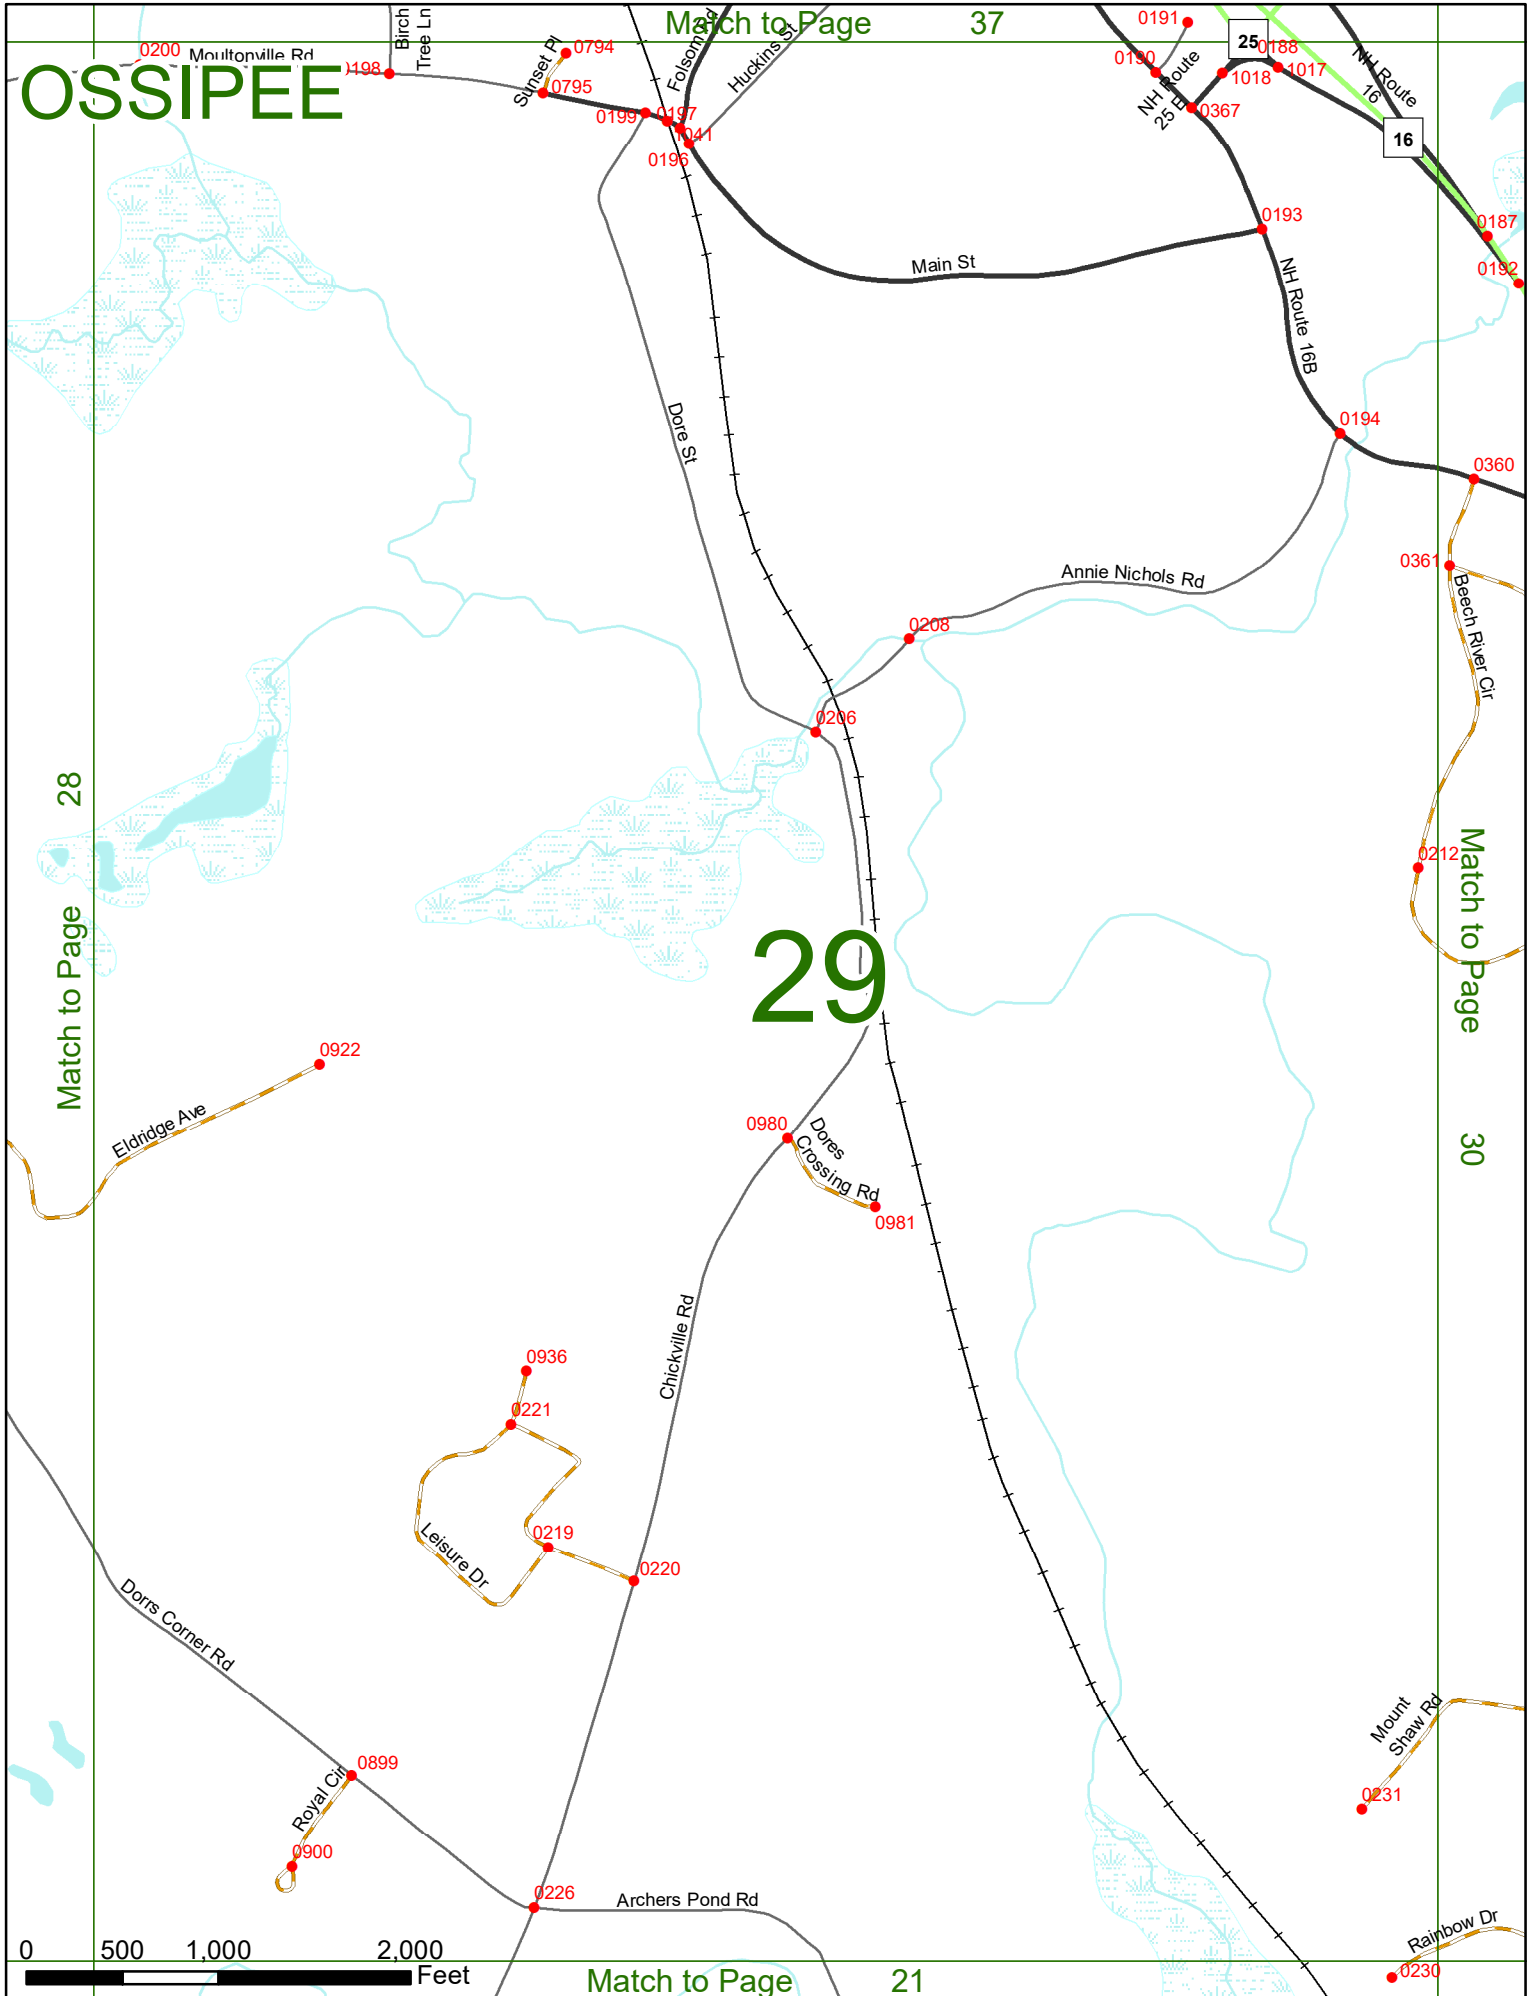 Match to Page 37
OSSIPEE
0200
Moultonville Rd
Birch
Tree Ln
0198
Sunset Pl
0794
0795
0199
0197
1041
0196
Folsom Rd
Huckins St
0191
0190
NH Route
25 E
25
0188
1018
1017
0367
NH Route
16
16
0187
0192
0193
Main St
NH Route 16B
0194
0360
0361
Beech River Cir
Dore St
Annie Nichols Rd
0208
0206
0212
28
Match to Page
Match to Page
30
29
0922
Eldridge Ave
0980
Dores
Crossing Rd
0981
Chickville Rd
0936
0221
0219
Leisure Dr
0220
Dorrs Corner Rd
0899
Royal Cir
0900
0226
Archers Pond Rd
Mount
Shaw Rd
0231
Rainbow Dr
0230
0 500 1,000 2,000
Feet
Match to Page 21